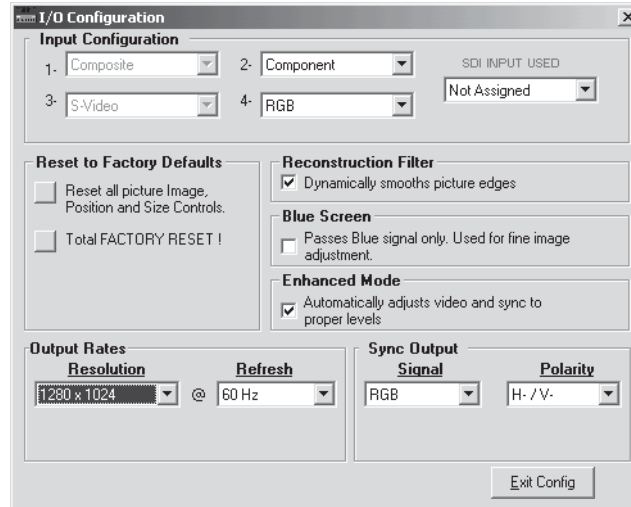 I/O Configuration
Input Configuration
1- Composite 2- Component SDI INPUT USED
Not Assigned
3- S-Video 4- RGB
Reset to Factory Defaults
Reset all picture Image,
Position and Size Controls.
Total FACTORY RESET !
Reconstruction Filter
Dynamically smooths picture edges
Blue Screen
Passes Blue signal only. Used for fine image
adjustment.
Enhanced Mode
Automatically adjusts video and sync to
proper levels
Output Rates
Resolution Refresh
1280 x 1024 @ 60 Hz
Sync Output
Signal Polarity
RGB H- / V-
Exit Config